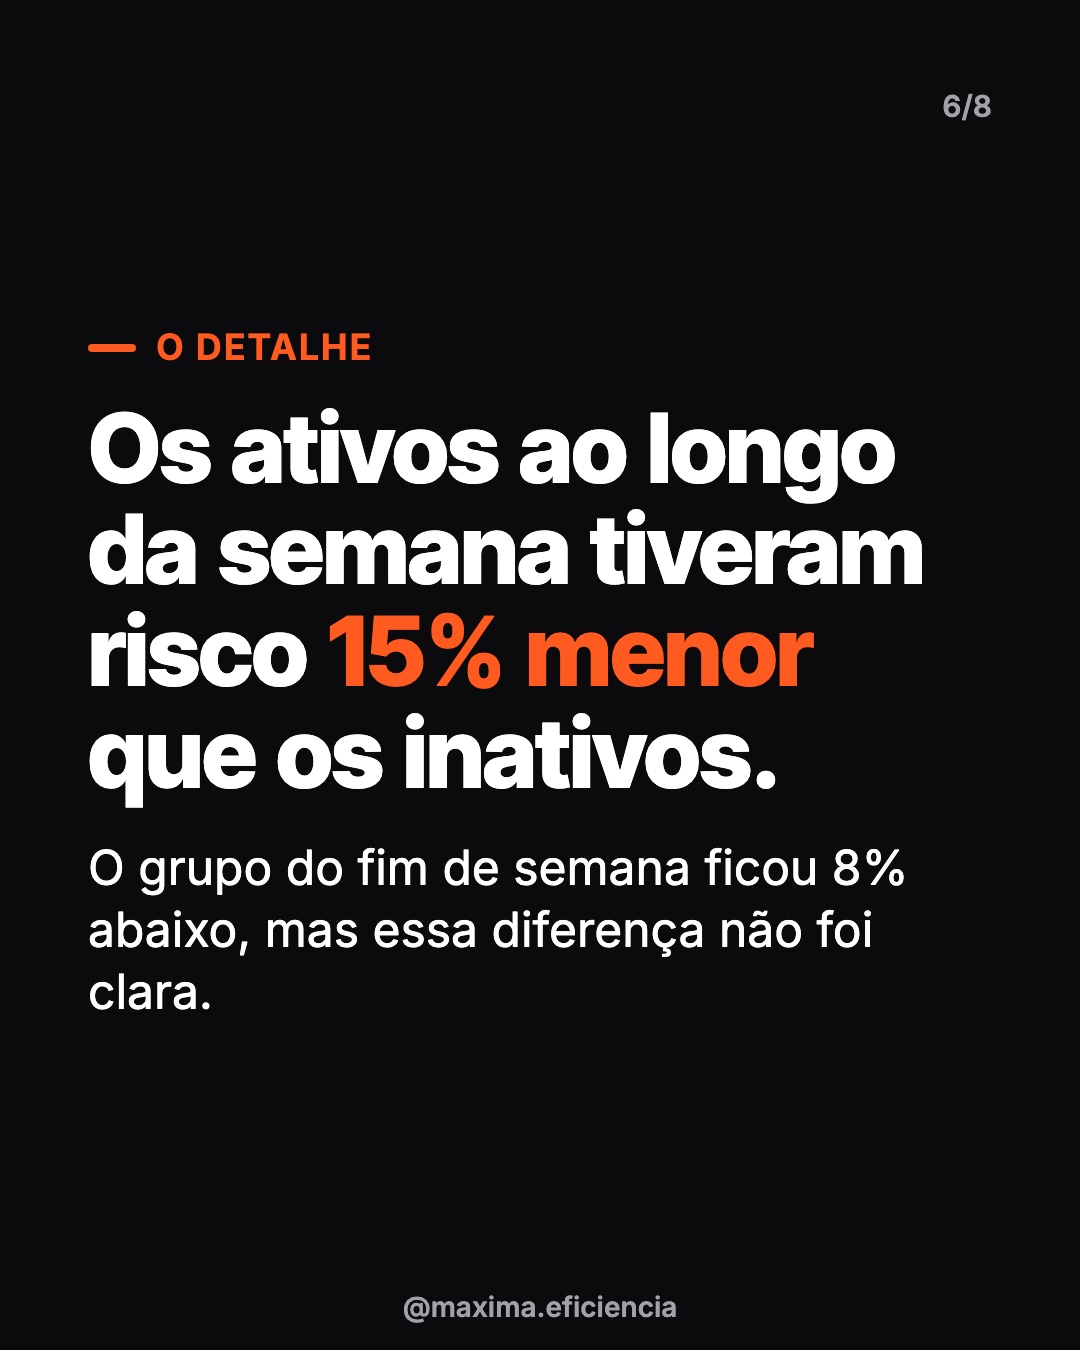 6/8
O DETALHE
Os ativos ao longo
da semana tiveram
risco 15% menor
que os inativos.
O grupo do fim de semana ficou 8%
abaixo, mas essa diferença não foi
clara.
@maxima.eficiencia